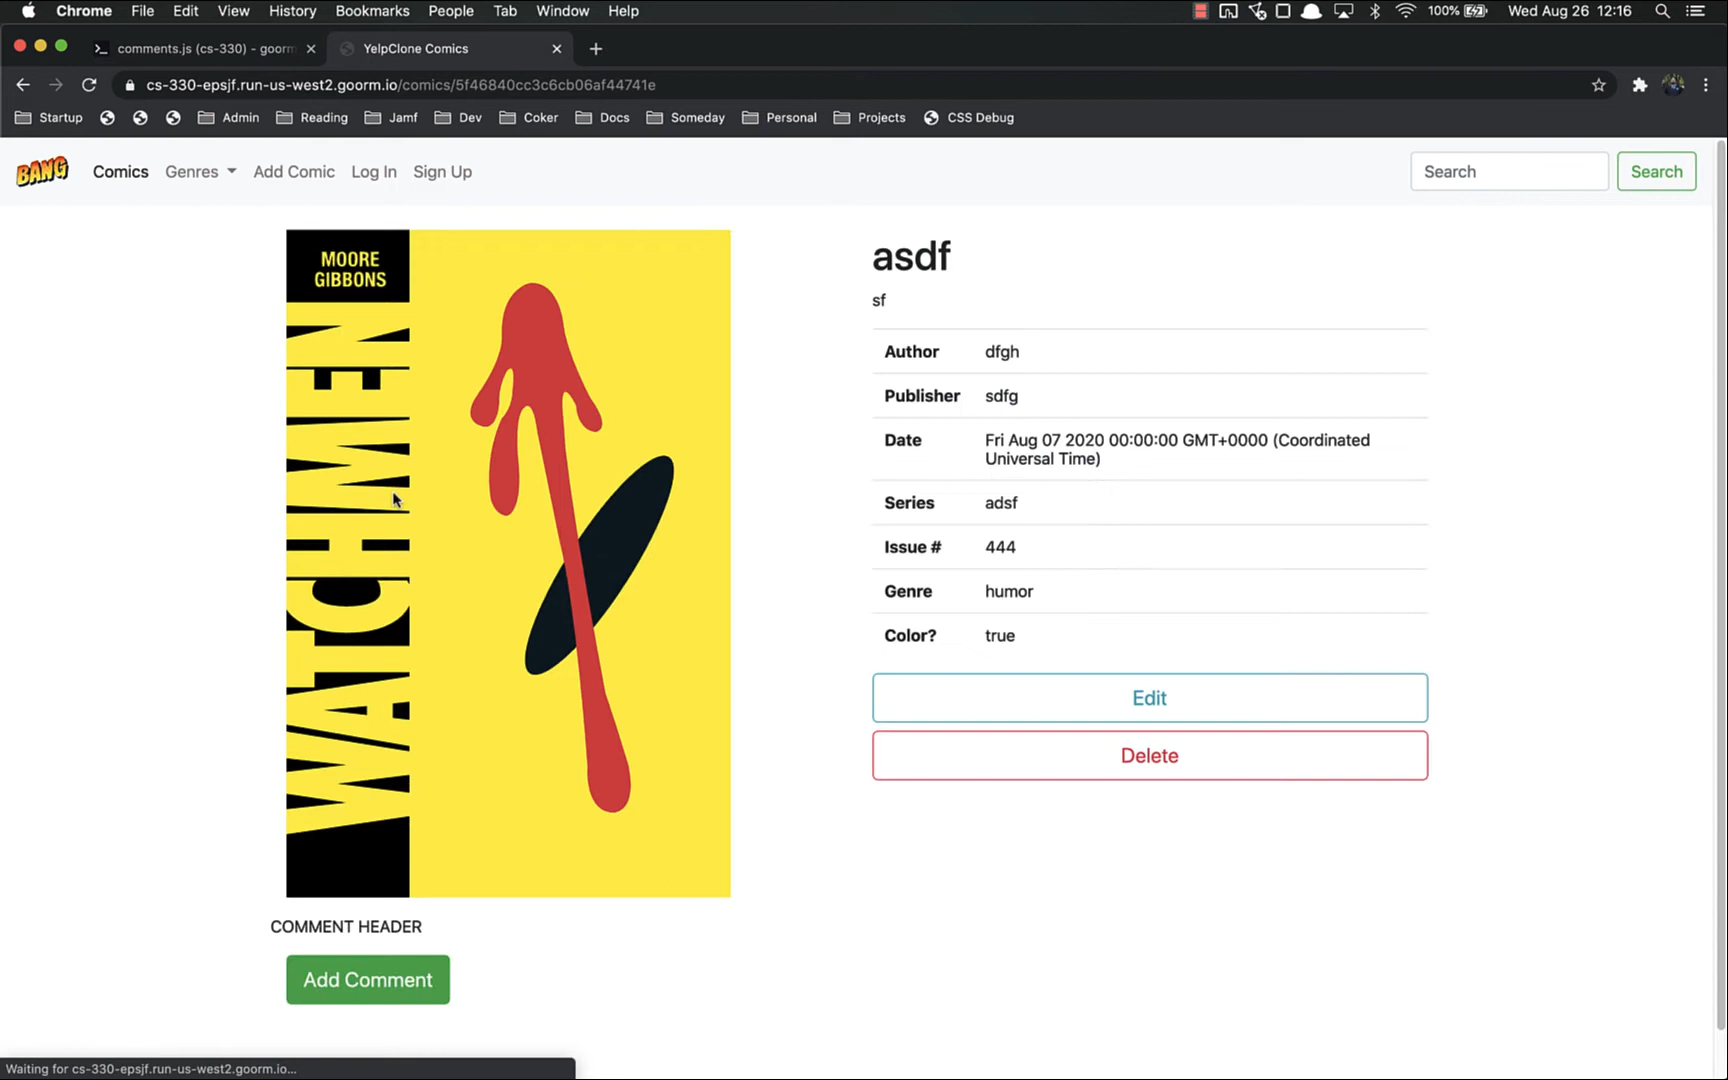 Chrome File Edit View History Bookmarks People Tab Window Help 100% Wed Aug 26 12:16
comments.js (cs-330) - goorm YelpClone Comics
cs-330-epsjf.run-us-west2.goorm.io/comics/5f46840cc3c6cb06af44741e
Startup Admin Reading Jamf Dev Coker Docs Someday Personal Projects CSS Debug
BANG Comics Genres Add Comic Log In Sign Up Search Search
MOORE
GIBBONS
WATCHMEN
asdf
sf
Author dfgh
Publisher sdfg
Date Fri Aug 07 2020 00:00:00 GMT+0000 (Coordinated
Universal Time)
Series adsf
Issue # 444
Genre humor
Color? true
Edit
Delete
COMMENT HEADER
Add Comment
Waiting for cs-330-epsjf.run-us-west2.goorm.io...